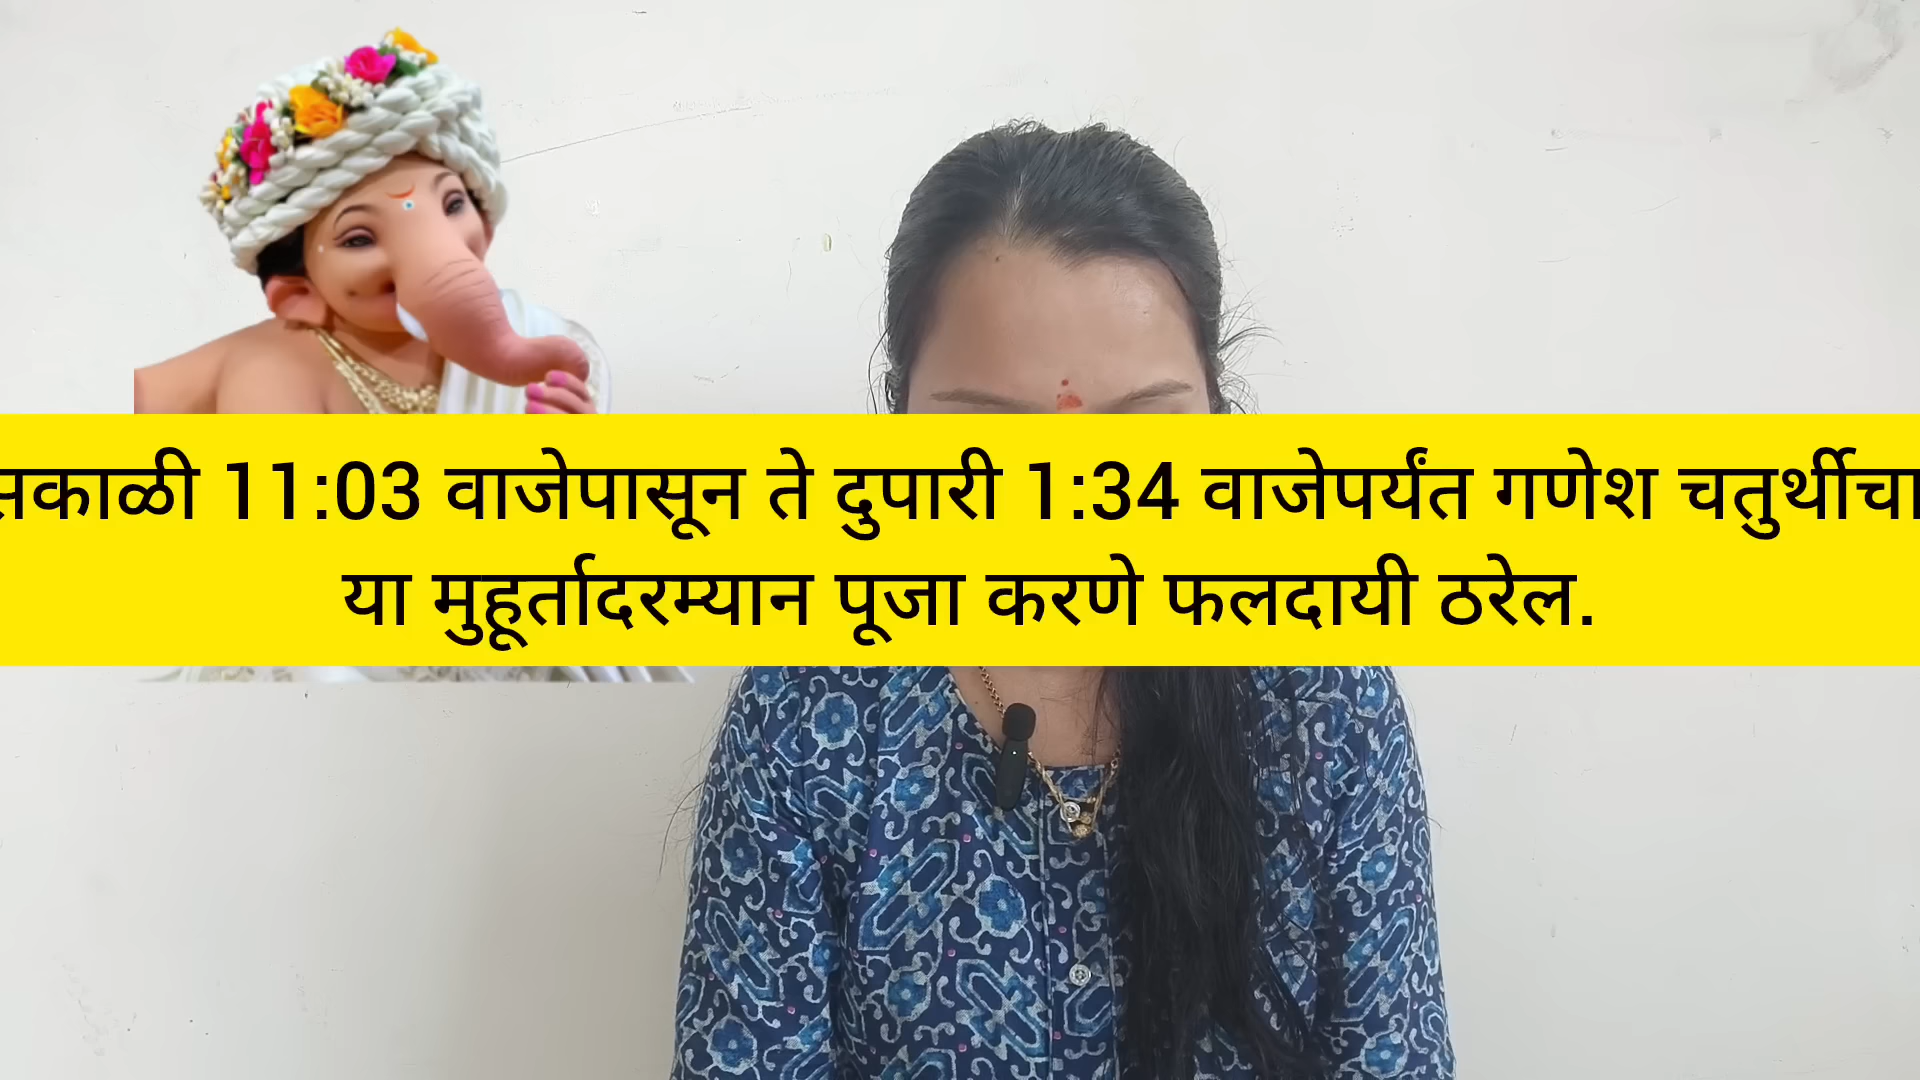 सकाळी 11:03 वाजेपासून ते दुपारी 1:34 वाजेपर्यंत गणेश चतुर्थीचा
या मुहूर्तादरम्यान पूजा करणे फलदायी ठरेल.